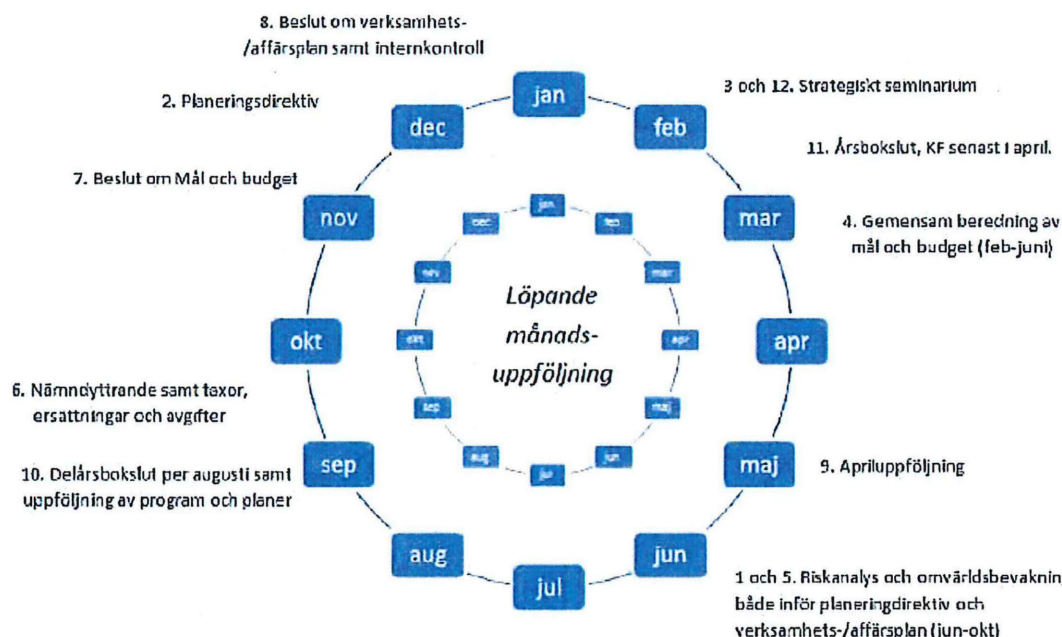 8. Beslut om verksamhets-
/affärsplan samt internkontroll
2. Planeringsdirektiv
3 och 12. Strategiskt seminarium
jan
dec
feb
11. Årsbokslut, KF senast i april.
7. Beslut om Mål och budget
nov
mar
4. Gemensam beredning av
mål och budget (feb-juni)
jan
dec
feb
nov
mar
Löpande
månads-
uppföljning
okt
apr
okt
apr
6. Nämndyttrande samt taxor,
ersättningar och avgifter
sep
maj
aug
jun
jul
10. Delårsbokslut per augusti samt
uppföljning av program och planer
sep
maj
9. Apriluppföljning
aug
jun
jul
1 och 5. Riskanalys och omvärldsbevaknin
både inför planeringdirektiv och
verksamhets-/affärsplan (jun-okt)